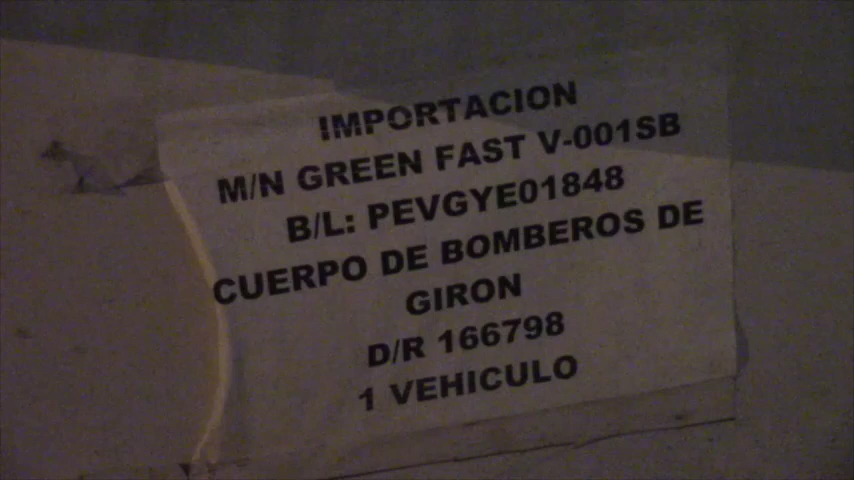 IMPORTACION
M/N GREEN FAST V-001SB
B/L: PEVGYE01848
CUERPO DE BOMBEROS DE
GIRON
D/R 166798
1 VEHICULO